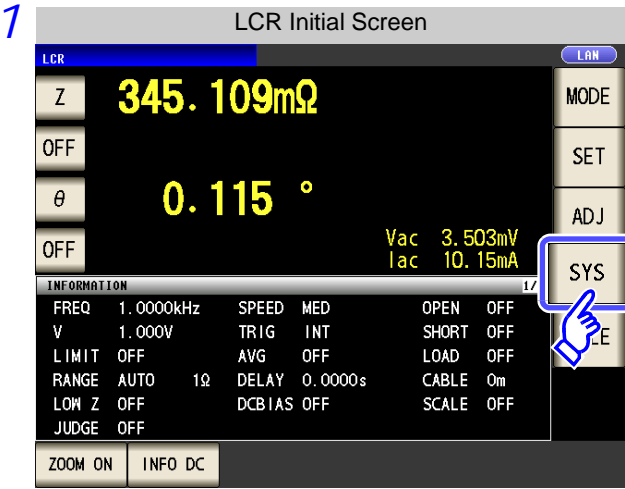 1
LCR Initial Screen
LCR
LAN
Z
345.109mΩ
MODE
OFF
SET
θ
0.115 °
ADJ
OFF
Vac 3.503mV
Iac 10.15mA
SYS
INFORMATION
1/
FREQ 1.0000kHz SPEED MED OPEN OFF
V 1.000V TRIG INT SHORT OFF
LIMIT OFF AVG OFF LOAD OFF
RANGE AUTO 1Ω DELAY 0.0000s CABLE 0m
LOW Z OFF DCBIAS OFF SCALE OFF
JUDGE OFF
ZOOM ON INFO DC